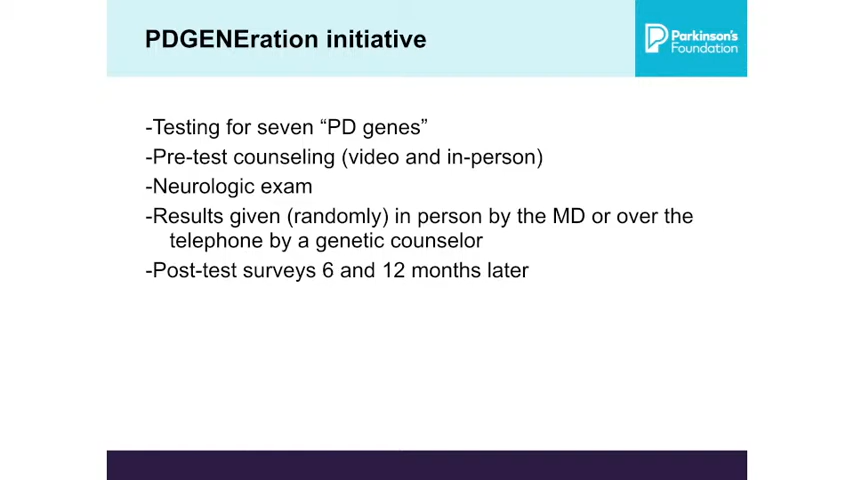 PDGENEration initiative
Parkinson's
Foundation
-Testing for seven “PD genes”
-Pre-test counseling (video and in-person)
-Neurologic exam
-Results given (randomly) in person by the MD or over the
telephone by a genetic counselor
-Post-test surveys 6 and 12 months later